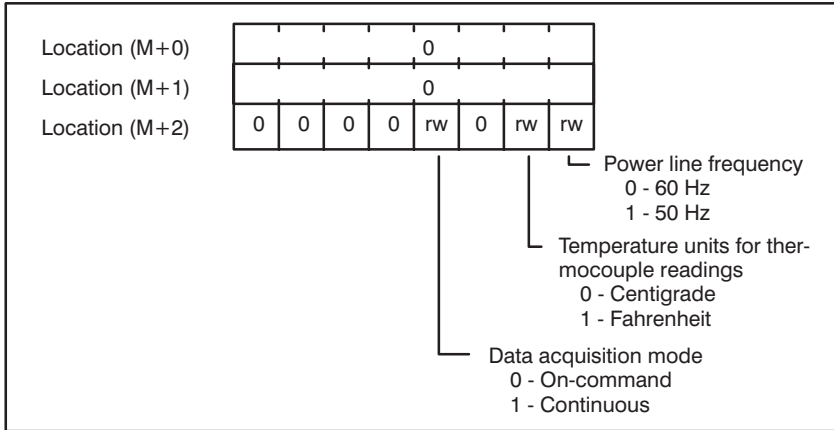 Location (M+0)
0
Location (M+1)
0
Location (M+2)
0 0 0 0 rw 0 rw rw
Power line frequency
0 - 60 Hz
1 - 50 Hz
Temperature units for ther-
mocouple readings
0 - Centigrade
1 - Fahrenheit
Data acquisition mode
0 - On-command
1 - Continuous